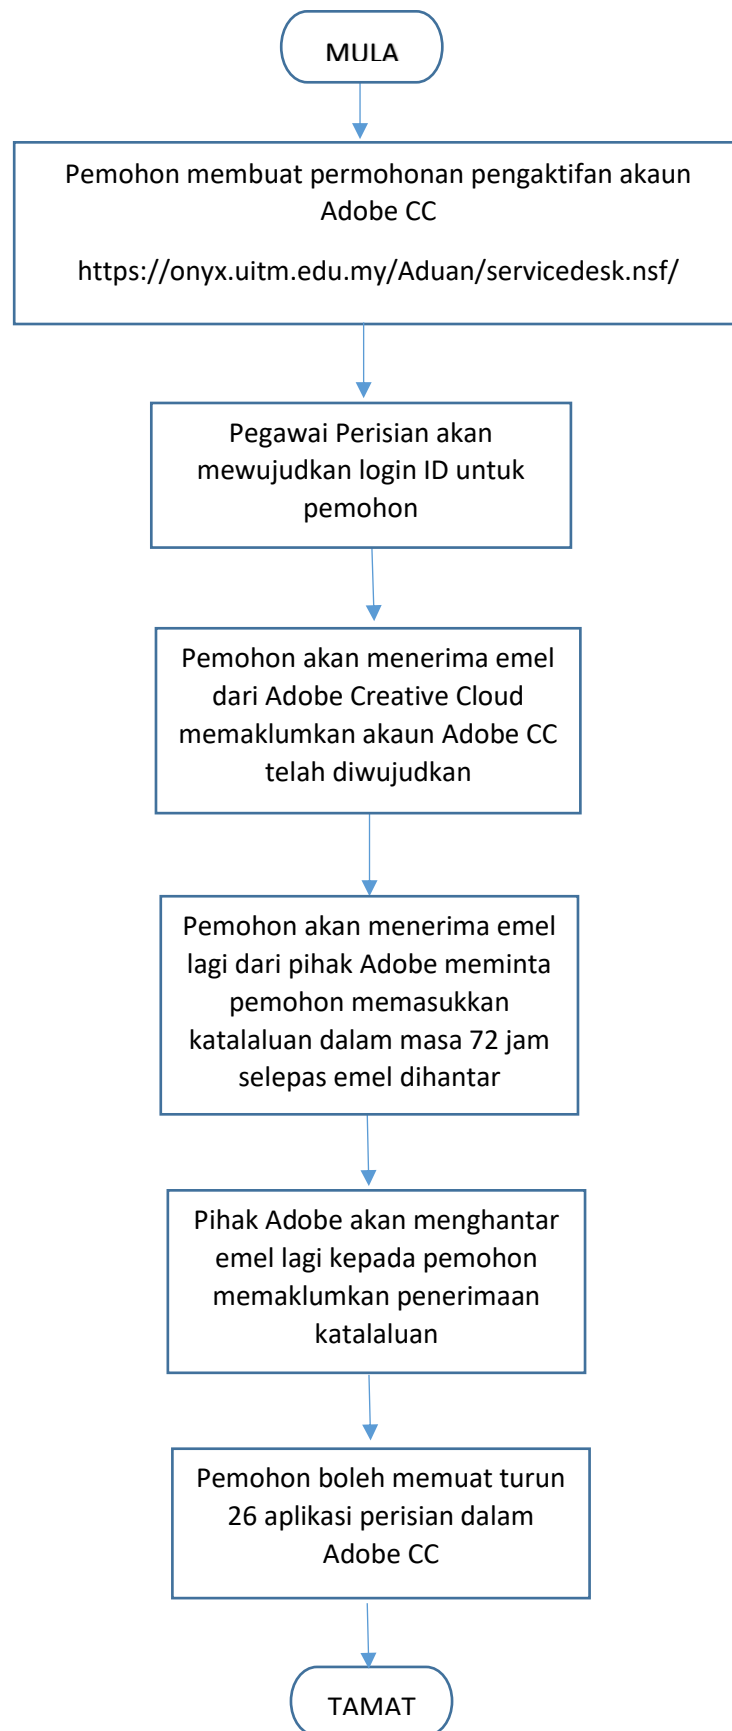 MULA
Pemohon membuat permohonan pengaktifan akaun
Adobe CC
https://onyx.uitm.edu.my/Aduan/servicedesk.nsf/
Pegawai Perisian akan
mewujudkan login ID untuk
pemohon
Pemohon akan menerima emel
dari Adobe Creative Cloud
memaklumkan akaun Adobe CC
telah diwujudkan
Pemohon akan menerima emel
lagi dari pihak Adobe meminta
pemohon memasukkan
katalaluan dalam masa 72 jam
selepas emel dihantar
Pihak Adobe akan menghantar
emel lagi kepada pemohon
memaklumkan penerimaan
katalaluan
Pemohon boleh memuat turun
26 aplikasi perisian dalam
Adobe CC
TAMAT